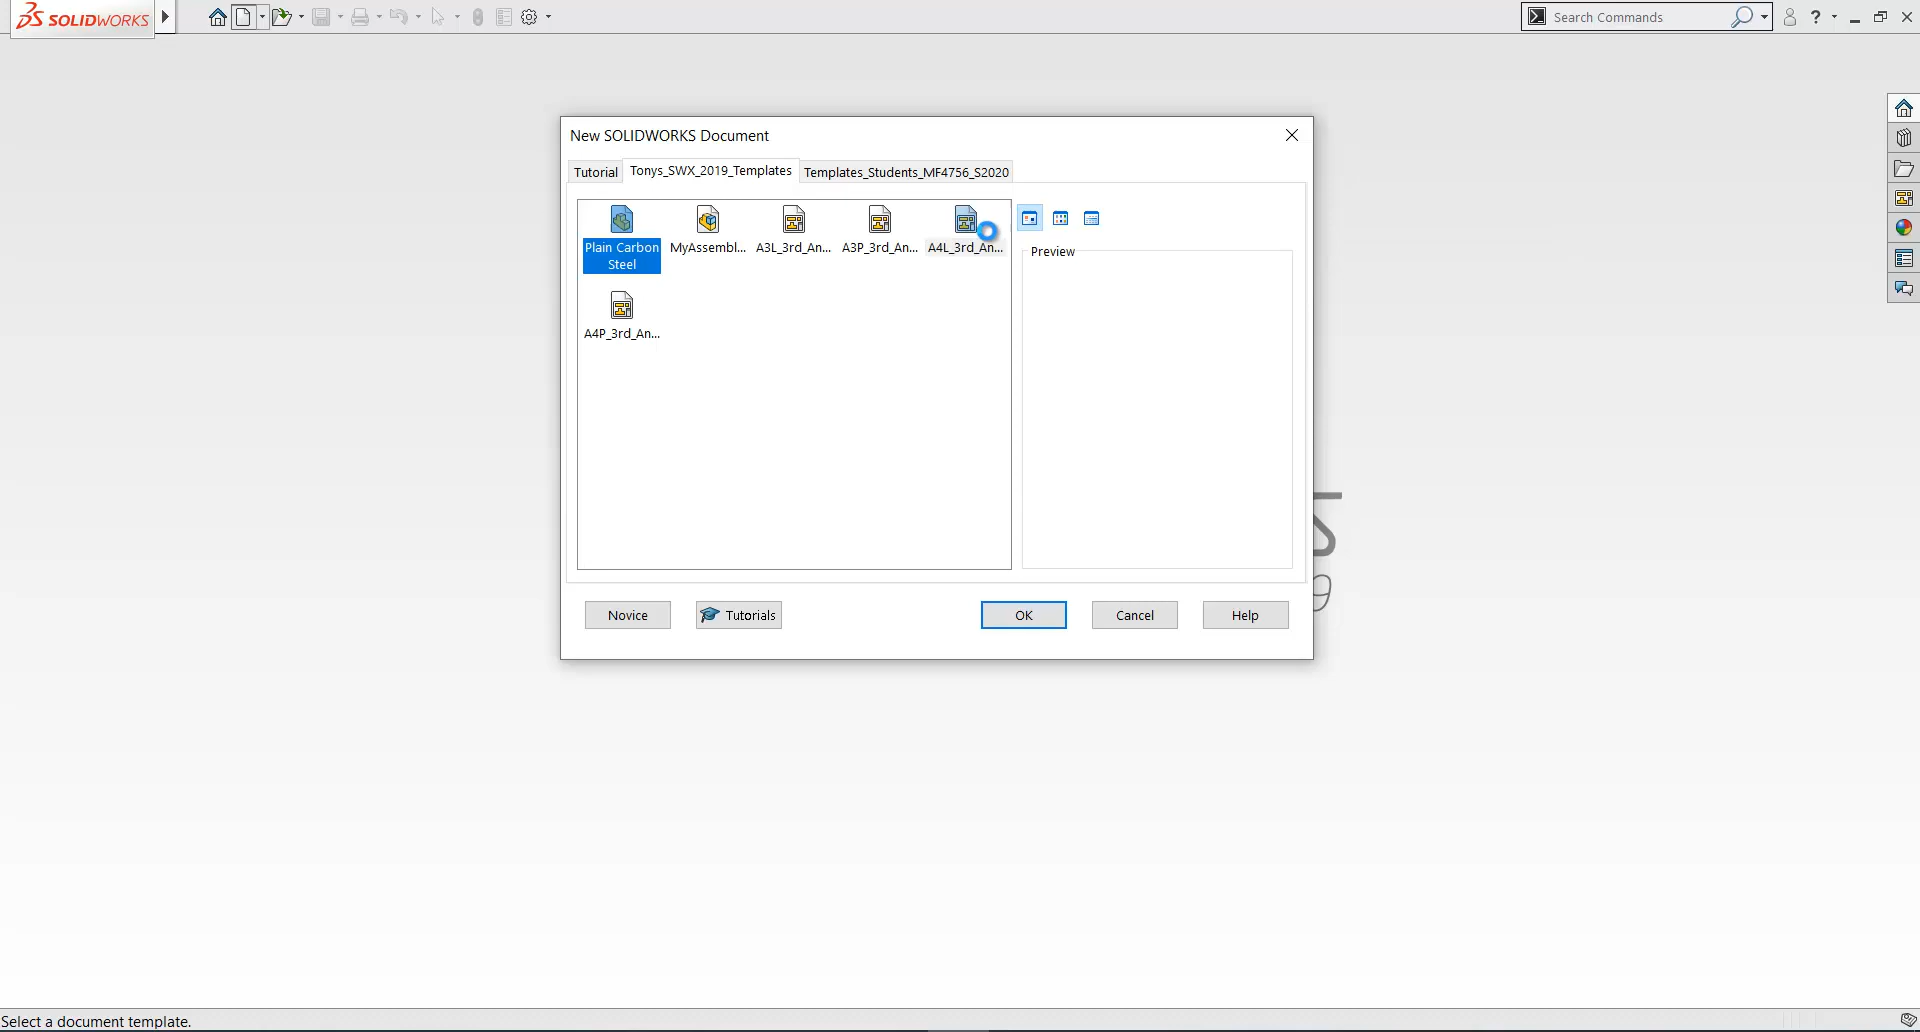 SOLIDWORKS
Search Commands
?
New SOLIDWORKS Document
Tutorial
Tonys_SWX_2019_Templates
Templates_Students_MF4756_S2020
Plain Carbon
Steel
MyAssembl...
A3L_3rd_An...
A3P_3rd_An...
A4L_3rd_An...
Preview
A4P_3rd_An...
Novice
Tutorials
OK
Cancel
Help
Select a document template.